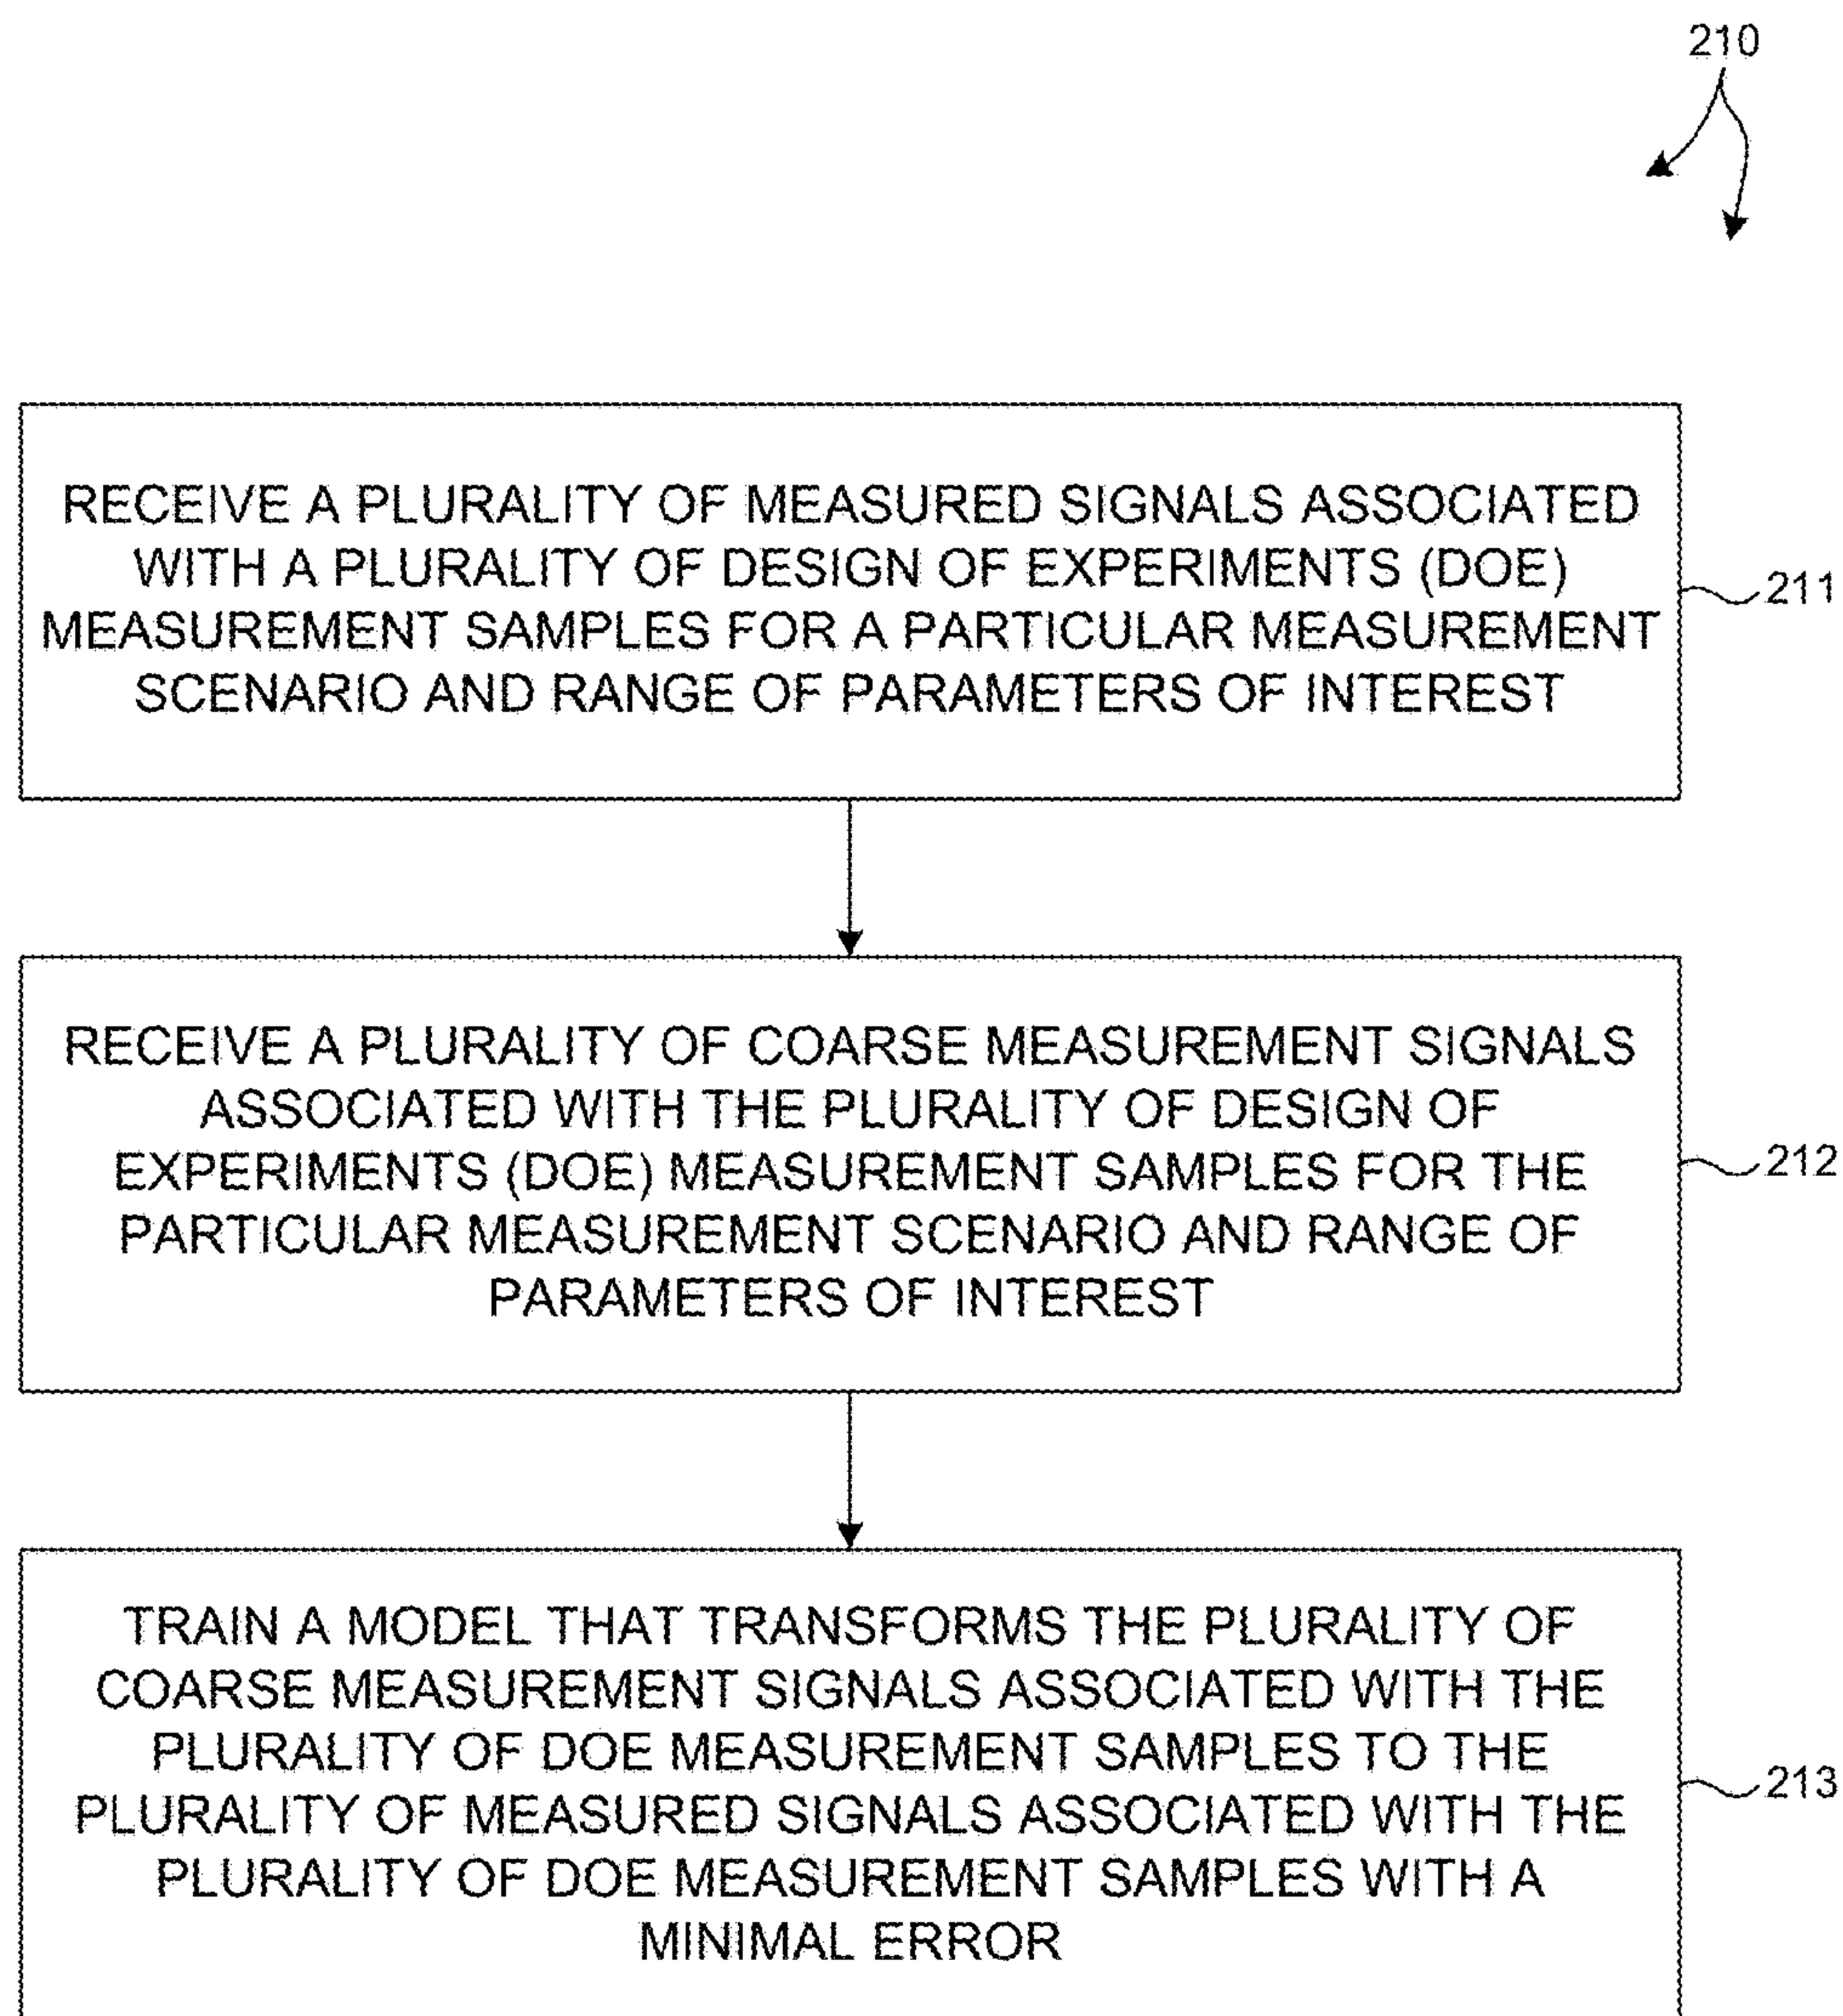 210
RECEIVE A PLURALITY OF MEASURED SIGNALS ASSOCIATED
WITH A PLURALITY OF DESIGN OF EXPERIMENTS (DOE)
MEASUREMENT SAMPLES FOR A PARTICULAR MEASUREMENT
SCENARIO AND RANGE OF PARAMETERS OF INTEREST
211
RECEIVE A PLURALITY OF COARSE MEASUREMENT SIGNALS
ASSOCIATED WITH THE PLURALITY OF DESIGN OF
EXPERIMENTS (DOE) MEASUREMENT SAMPLES FOR THE
PARTICULAR MEASUREMENT SCENARIO AND RANGE OF
PARAMETERS OF INTEREST
212
TRAIN A MODEL THAT TRANSFORMS THE PLURALITY OF
COARSE MEASUREMENT SIGNALS ASSOCIATED WITH THE
PLURALITY OF DOE MEASUREMENT SAMPLES TO THE
PLURALITY OF MEASURED SIGNALS ASSOCIATED WITH THE
PLURALITY OF DOE MEASUREMENT SAMPLES WITH A
MINIMAL ERROR
213